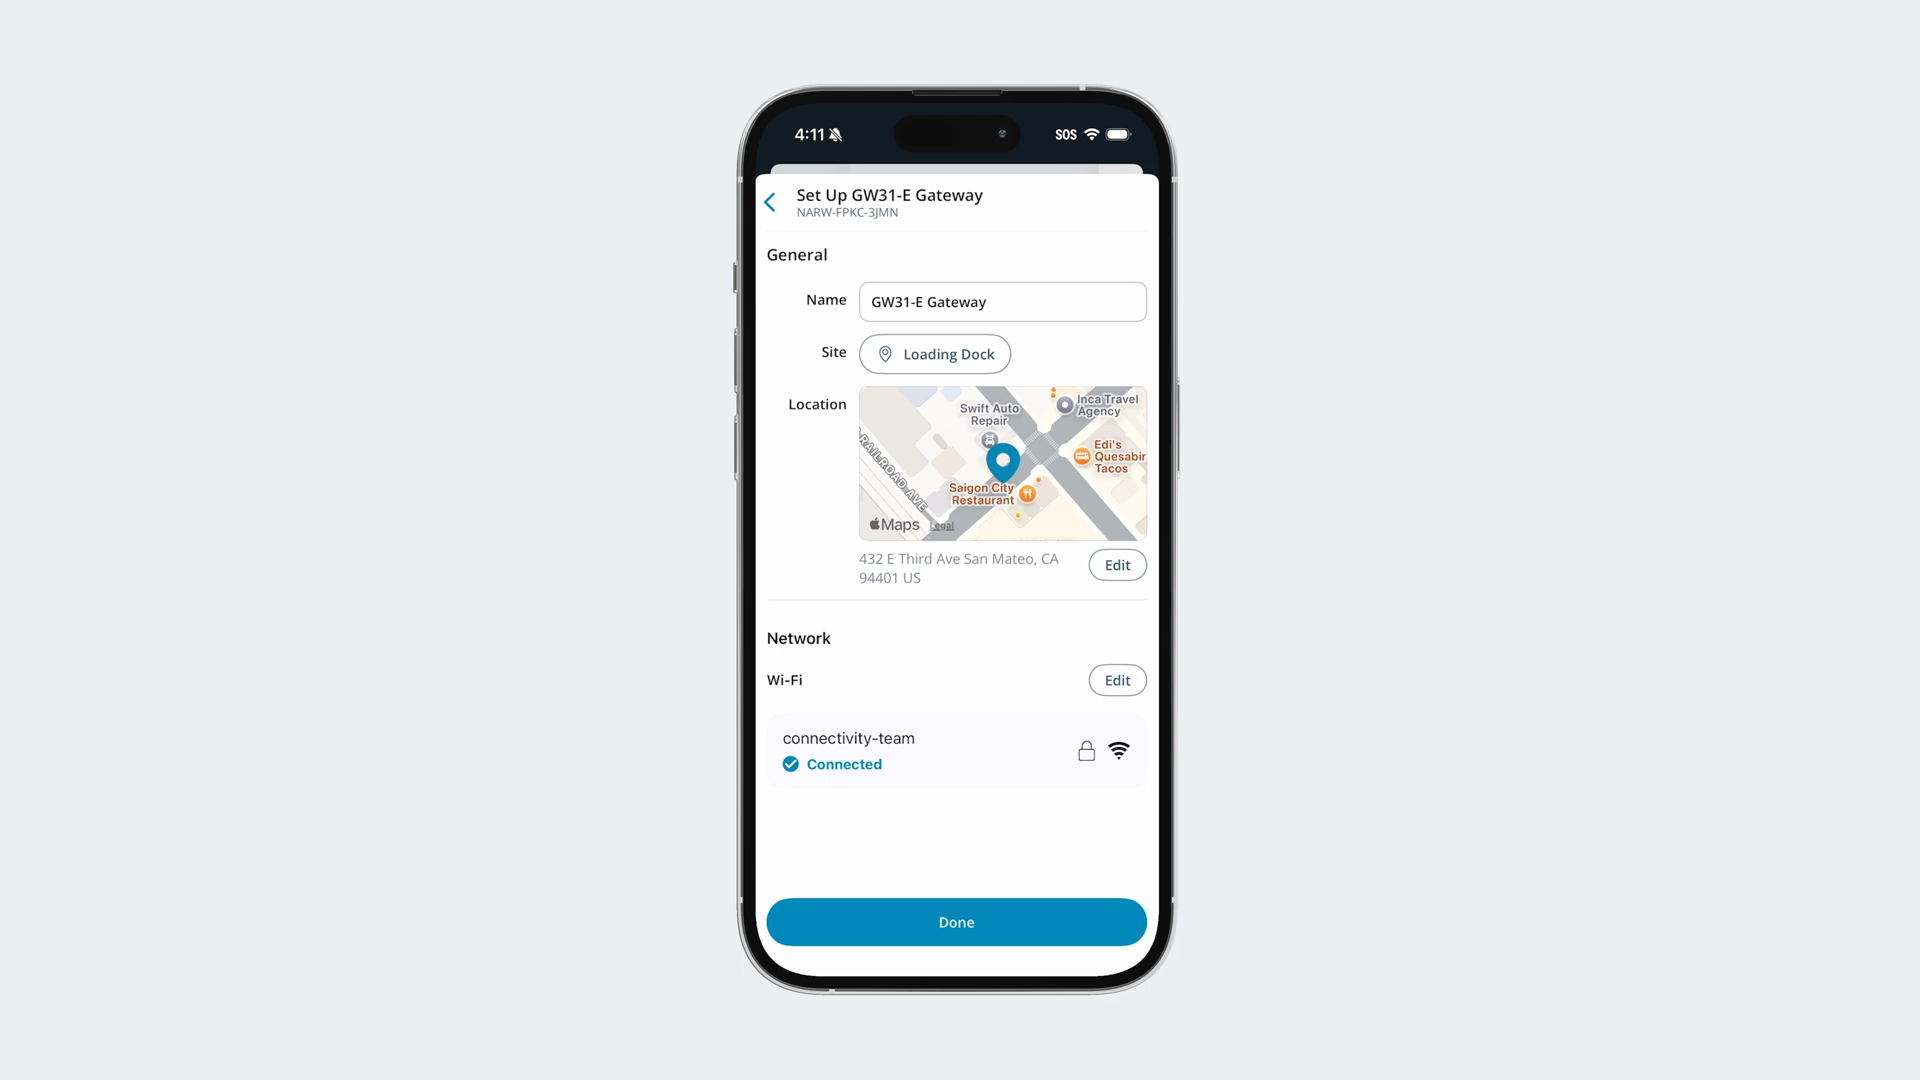 4:11
SOS
Set Up GW31-E Gateway
NARW-FPKC-3JMN
General
Name
GW31-E Gateway
Site
Loading Dock
Location
Swift Auto
Repair
Inca Travel
Agency
Edi's
Quesabir
Tacos
RAILROAD AVE
Saigon City
Restaurant
Maps
Legal
432 E Third Ave San Mateo, CA
94401 US
Edit
Network
Wi-Fi
Edit
connectivity-team
Connected
Done